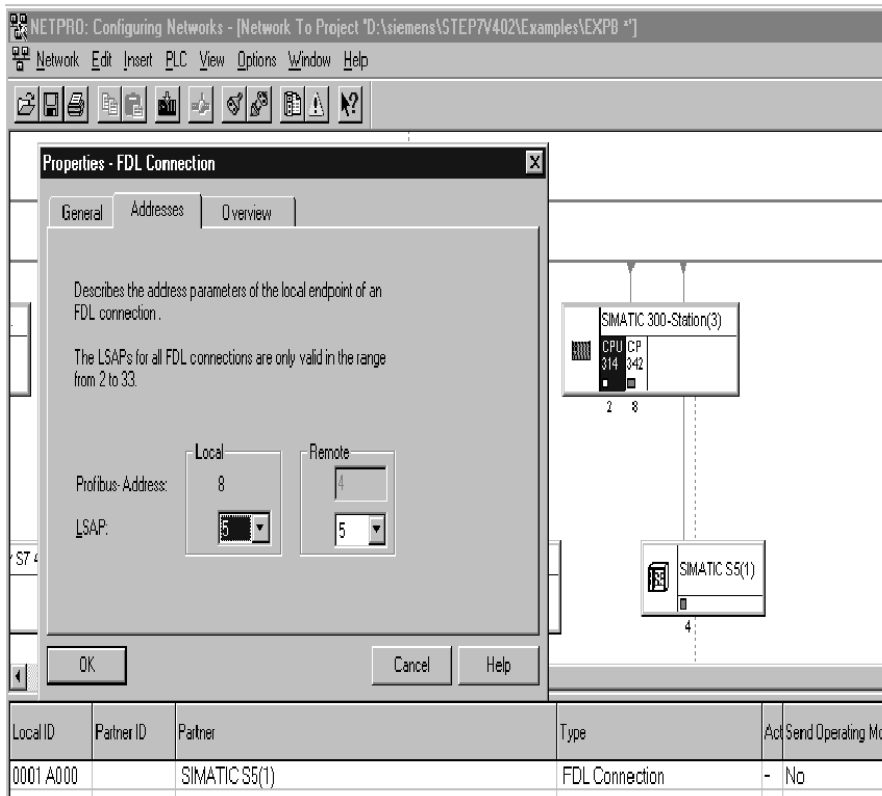 NETPRO: Configuring Networks - [Network To Project "D:\siemens\STEP7V402\Examples\EXPB *"]
Network Edit Insert PLC View Options Window Help
Properties - FDL Connection
General Addresses Overview
Describes the address parameters of the local endpoint of an
FDL connection .
The LSAPs for all FDL connections are only valid in the range
from 2 to 33.
Local Remote
Profibus-Address: 8 4
LSAP: 5 5
OK Cancel Help
SIMATIC 300-Station(3)
CPU CP
314 342
2 8
S7 4
SIMATIC S5(1)
4
Local ID Partner ID Partner Type Act Send Operating Mo
0001 A000 SIMATIC S5(1) FDL Connection - No